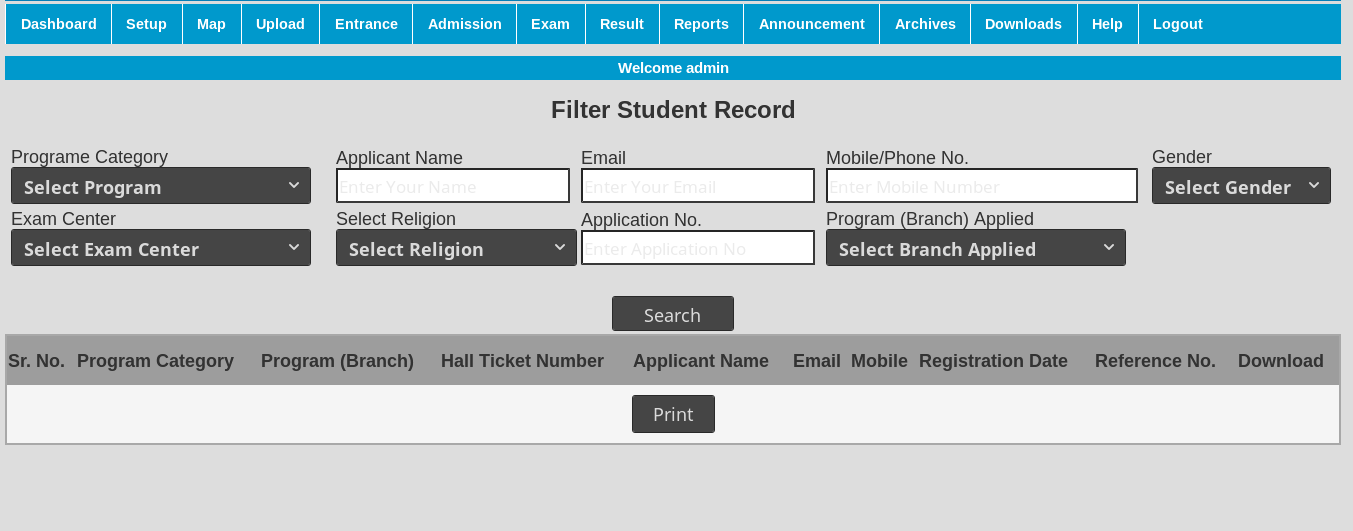 Dashboard Setup Map Upload Entrance Admission Exam Result Reports Announcement Archives Downloads Help Logout
Welcome admin
Filter Student Record
Programe Category Applicant Name Email Mobile/Phone No. Gender
Select Program Enter Your Name Enter Your Email Enter Mobile Number Select Gender
Exam Center Select Religion Application No. Program (Branch) Applied
Select Exam Center Select Religion Enter Application No Select Branch Applied
Search
Sr. No. Program Category Program (Branch) Hall Ticket Number Applicant Name Email Mobile Registration Date Reference No. Download
Print